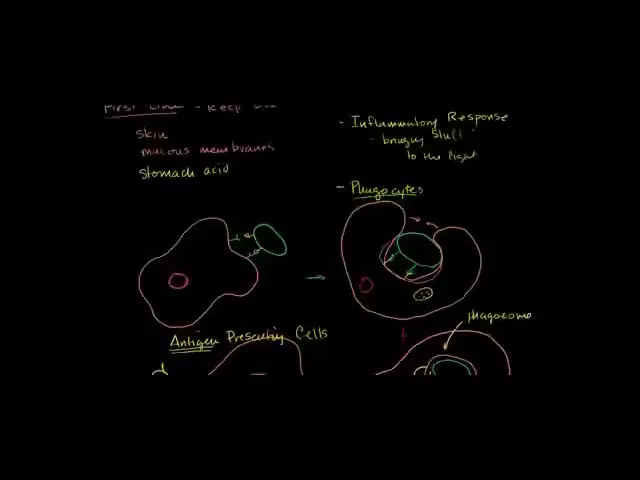 First Line - Keep Out
skin
mucous membranes
stomach acid
- Inflammatory Response
- bringing stuff
to the fight
- Phagocytes
Antigen Presenting Cells
phagosome